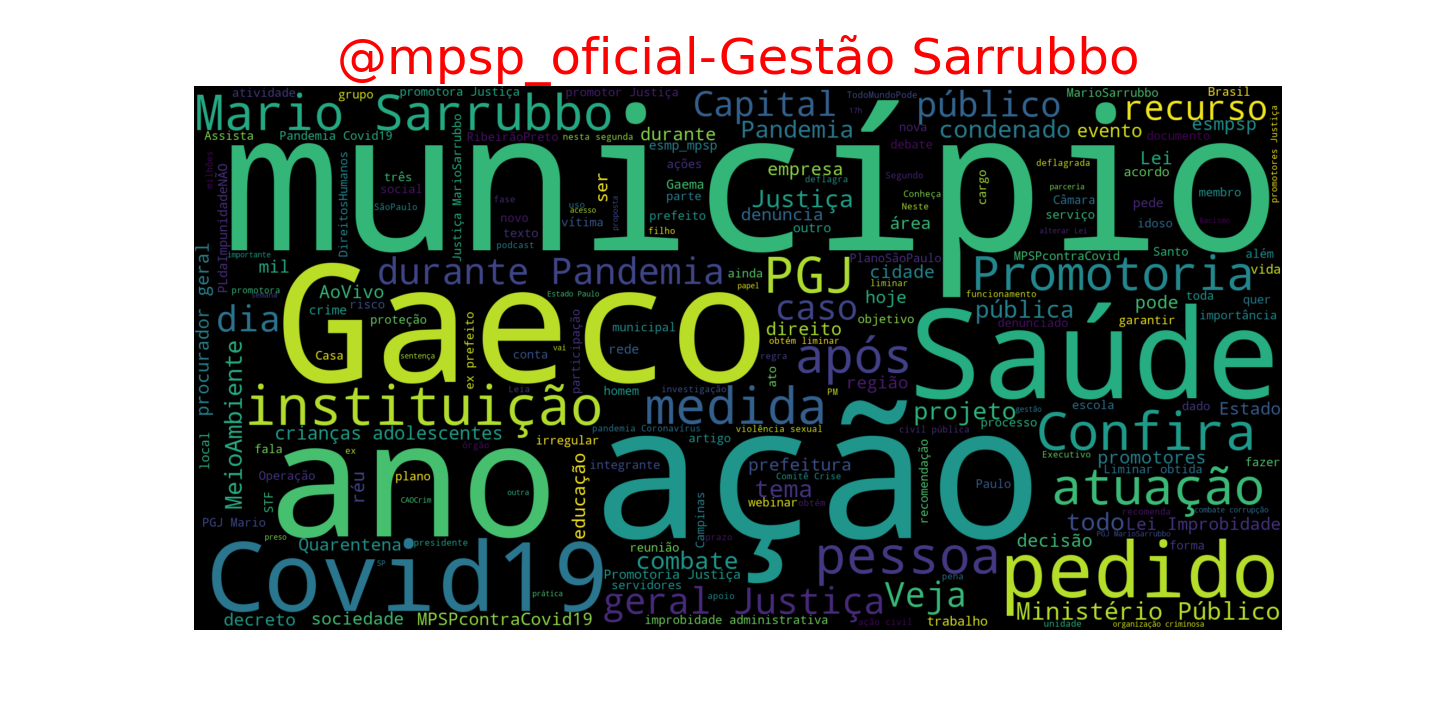 @mpsp_oficial-Gestão Sarrubbo
atividade
grupo
promotora Justiça
promotor Justiça
TodoMundoPode
MarioSarrubbo
Brasil
Mario Sarrubbo
Capital
17h
público
recurso
Assista
Pandemia Covid19
RibeirãoPreto
nesta segunda
durante
Pandemia
nova
condenado
evento
esmpsp
documento
promotores Justiça
município
milhões
PLdaImpunidadeNÃO
DireitosHumanos
Justiça MarioSarrubbo
esmp_mpsp
debate
três
social
SãoPaulo
fase
novo
texto
podcast
uso
acesso
vítima
proposta
ser
ações
Gaema
parte
prefeito
filho
empresa
deflagra
Justiça
denúncia
outro
Segundo
Conheça
Neste
área
cargo
deflagrada
parceria
Câmara
serviço
alterar Lei
Lei
acordo
pede
membro
idoso
Racismo
procurador geral
importante
mil
promotora
semana
durante Pandemia
Estado Paulo
ainda
papel
PGJ
PlanoSãoPaulo
cidade
liminar
MPSPcontraCovid
Santo
além
Promotoria
vida
funcionamento
dia
AoVivo
crime
risco
proteção
Gaeco
Casa
sentença
ex prefeito
conta
vai
participação
municipal
rede
caso
hoje
direito
objetivo
obtém liminar
pública
denunciado
pode
toda
quer
garantir
importância
Saúde
MeioAmbiente
instituição
Leia
homem
investigação
medida
regra
ato
após
região
PM
projeto
gestão
processo
escola
dado
Estado
local
fala
crianças adolescentes
ex
órgão
irregular
pandemia Coronavírus
artigo
violência sexual
civil pública
Confira
Executivo
promotores
Liminar obtida
fazer
Operação
STF
réu
plano
CAOCrim
ano
outra
educação
integrante
ação
prefeitura
Comitê Crise
tema
webinar
obtém
recomendação
Paulo
atuação
combate corrupção
PGJ Mario
preso
Quarentena
presidente
SP
Campinas
prazo
recomenda
PGJ MarioSarrubbo
todo
Lei Improbidade
decisão
forma
Covid19
reunião
combate
Promotoria Justiça
servidores
pessoa
pena
pedido
prática
apoio
geral Justiça
Veja
Ministério Público
decreto
sociedade
MPSPcontraCovid19
improbidade administrativa
ação civil
trabalho
unidade
organização criminosa